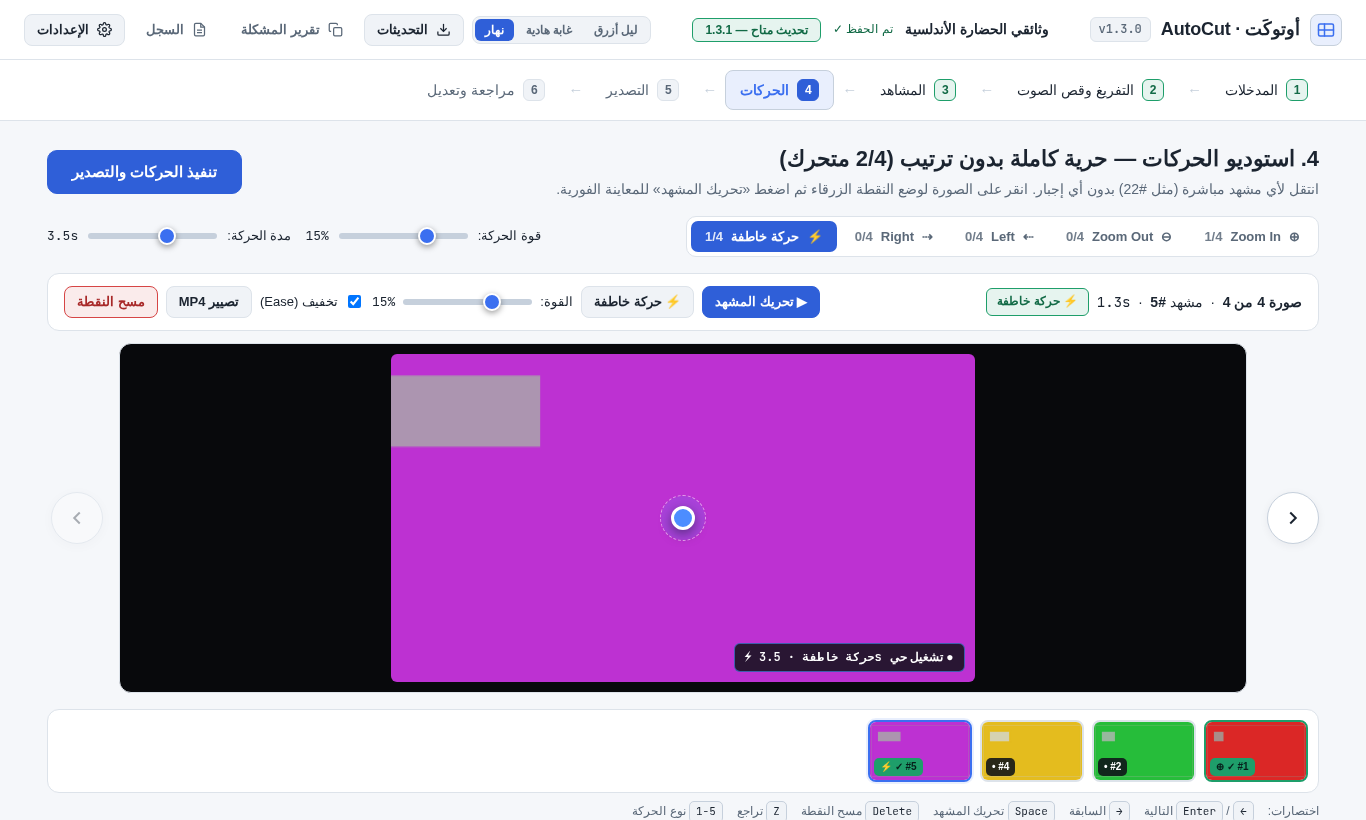 أوتوكَت · AutoCut v1.3.0 وثائقي الحضارة الأندلسية تم الحفظ ✓ تحديث متاح — 1.3.1 نهار غابة هادية ليل أزرق التحديثات تقرير المشكلة السجل الإعدادات
1 المدخلات ← 2 التفريغ وقص الصوت ← 3 المشاهد ← 4 الحركات ← 5 التصدير ← 6 مراجعة وتعديل
4. استوديو الحركات — حرية كاملة بدون ترتيب (2/4 متحرك)
تنفيذ الحركات والتصدير
انتقل لأي مشهد مباشرة (مثل #22) بدون أي إجبار. انقر على الصورة لوضع النقطة الزرقاء ثم اضغط «تحريك المشهد» للمعاينة الفورية.
⊕ Zoom In 1/4 ⊖ Zoom Out 0/4 ⇠ Left 0/4 ⇢ Right 0/4 ⚡ حركة خاطفة 1/4 قوة الحركة: 15% مدة الحركة: 3.5s
صورة 4 من 4 · مشهد #5 · 1.3s ⚡ حركة خاطفة ▶ تحريك المشهد ⚡ حركة خاطفة القوة: 15% تخفيف (Ease) تصيير MP4 مسح النقطة
● تشغيل حي حركة خاطفة · 3.5s ⚡
#1 ✓ ⊕ #2 • #4 • #5 ✓ ⚡
اختصارات: ← / Enter التالية → السابقة Space تحريك المشهد Delete مسح النقطة Z تراجع 1-5 نوع الحركة